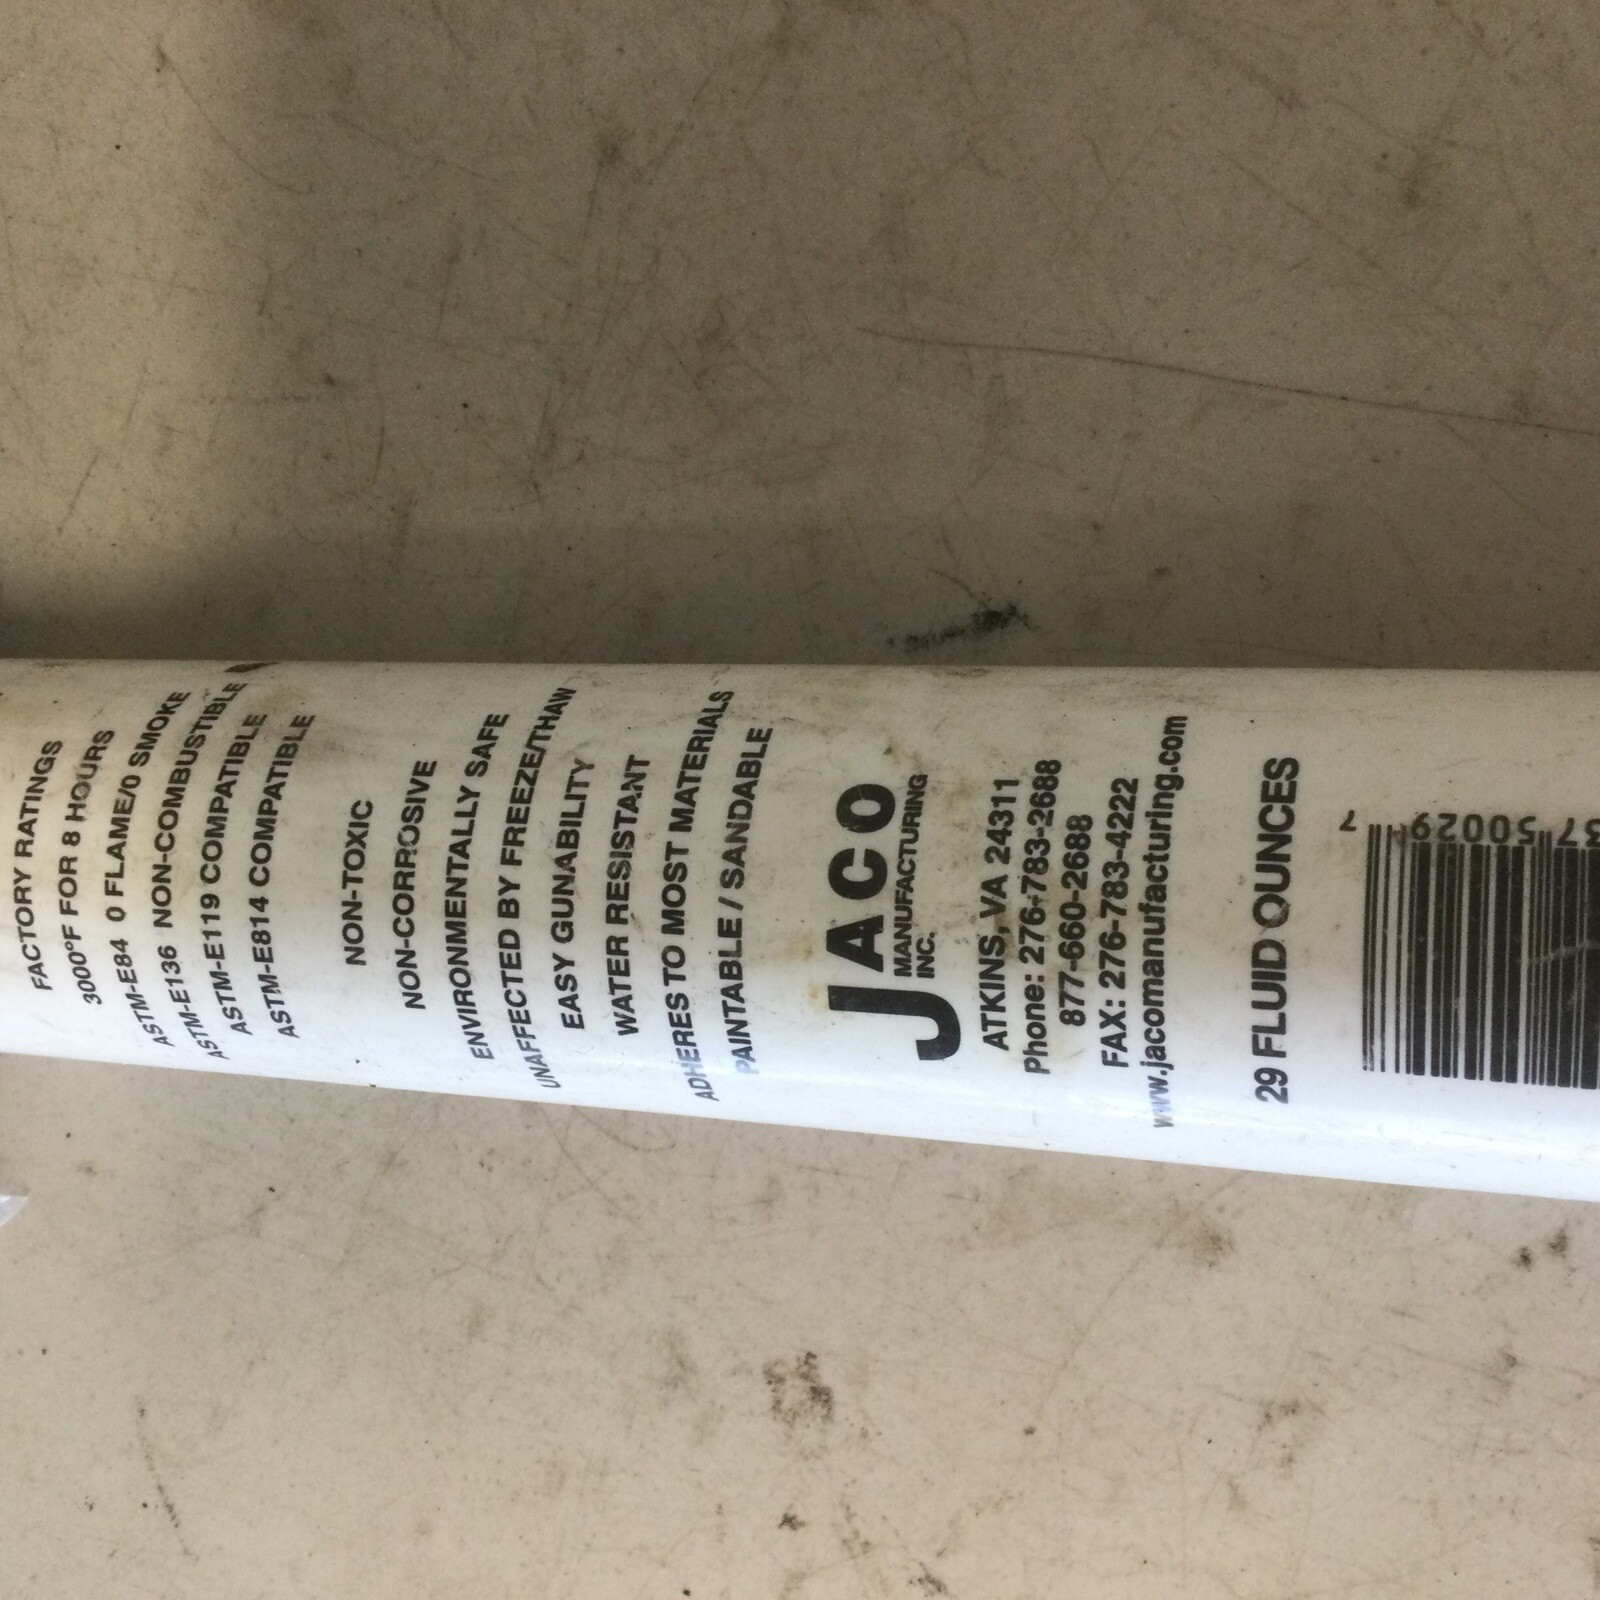 FACTORY RATINGS
3000°F FOR 8 HOURS
ASTM-E84 0 FLAME/0 SMOKE
ASTM-E136 NON-COMBUSTIBLE
ASTM-E119 COMPATIBLE
ASTM-E814 COMPATIBLE
NON-TOXIC
NON-CORROSIVE
ENVIRONMENTALLY SAFE
UNAFFECTED BY FREEZE/THAW
EASY GUNABILITY
WATER RESISTANT
ADHERES TO MOST MATERIALS
PAINTABLE / SANDABLE
JACO
MANUFACTURING
INC.
ATKINS, VA 24311
Phone: 276-783-2688
877-660-2688
FAX: 276-783-4222
www.jacomanufacturing.com
29 FLUID OUNCES